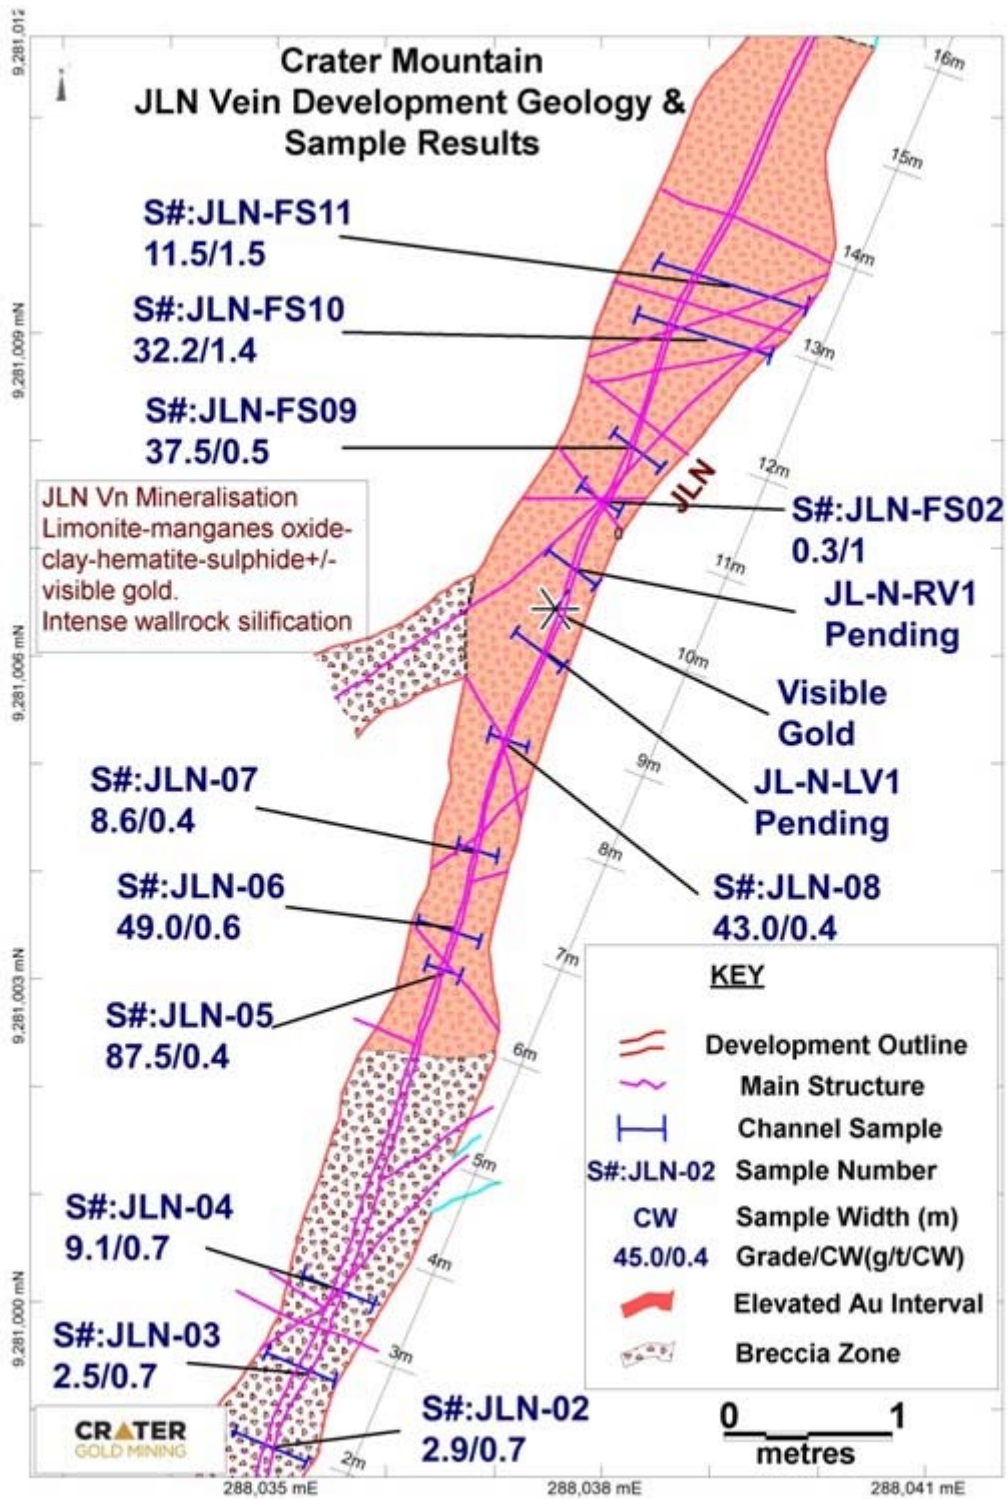 Crater Mountain
JLN Vein Development Geology &
Sample Results
S#:JLN-FS11
11.5/1.5
S#:JLN-FS10
32.2/1.4
S#:JLN-FS09
37.5/0.5
JLN Vn Mineralisation
Limonite-manganes oxide-
clay-hematite-sulphide+/-
visible gold.
Intense wallrock silification
JLN
S#:JLN-FS02
0.3/1
0
JL-N-RV1
Pending
Visible
Gold
JL-N-LV1
Pending
S#:JLN-08
43.0/0.4
S#:JLN-07
8.6/0.4
S#:JLN-06
49.0/0.6
S#:JLN-05
87.5/0.4
S#:JLN-04
9.1/0.7
S#:JLN-03
2.5/0.7
S#:JLN-02
2.9/0.7
16m
15m
14m
13m
12m
11m
10m
9m
8m
7m
6m
5m
4m
3m
2m
KEY
Development Outline
Main Structure
Channel Sample
S#:JLN-02 Sample Number
CW Sample Width (m)
45.0/0.4 Grade/CW(g/t/CW)
Elevated Au Interval
Breccia Zone
0 1
metres
CRATER
GOLD MINING
9,281,012
9,281,009 mN
9,281,006 mN
9,281,003 mN
9,281,000 mN
288,035 mE
288,038 mE
288,041 mE